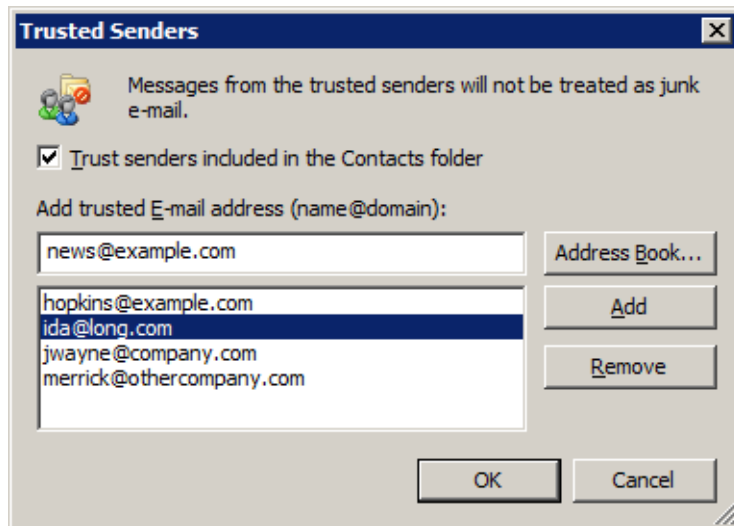 Trusted Senders
Messages from the trusted senders will not be treated as junk
e-mail.
Trust senders included in the Contacts folder
Add trusted E-mail address (name@domain):
news@example.com
Address Book...
hopkins@example.com
ida@long.com
jwayne@company.com
merrick@othercompany.com
Add
Remove
OK
Cancel